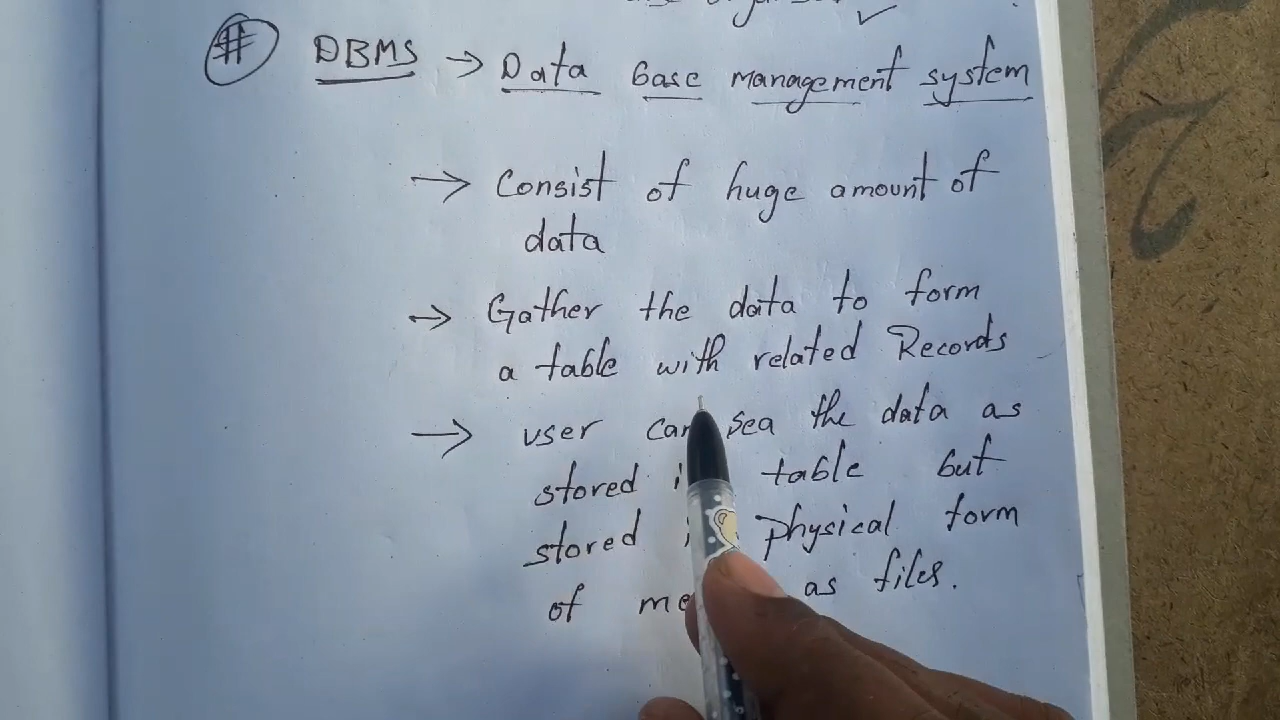 # DBMS → Data base management system
→ Consist of huge amount of
data
→ Gather the data to form
a table with related Records
→ user can sea the data as
stored table but
stored physical form
of as files.